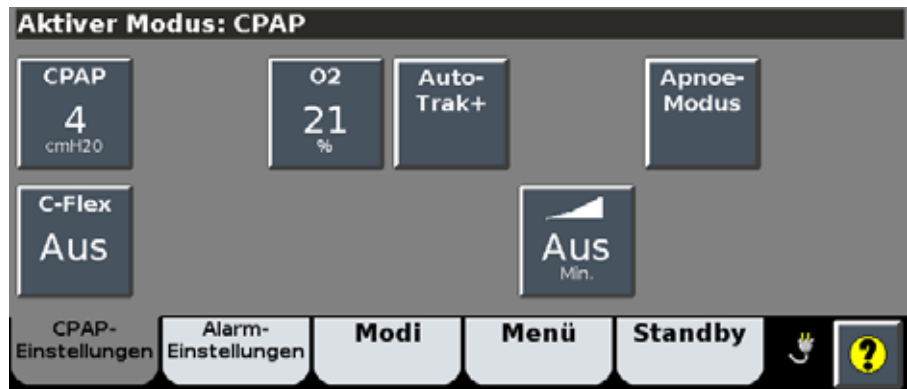 Aktiver Modus: CPAP
CPAP
4
cmH20
O2
21
%
Auto-
Trak+
Apnoe-
Modus
C-Flex
Aus
Aus
Min.
CPAP-
Einstellungen
Alarm-
Einstellungen
Modi
Menü
Standby
?